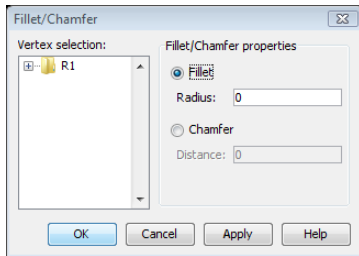 Fillet/Chamfer
Vertex selection:
R1
Fillet/Chamfer properties
Fillet
Radius: 0
Chamfer
Distance: 0
OK Cancel Apply Help